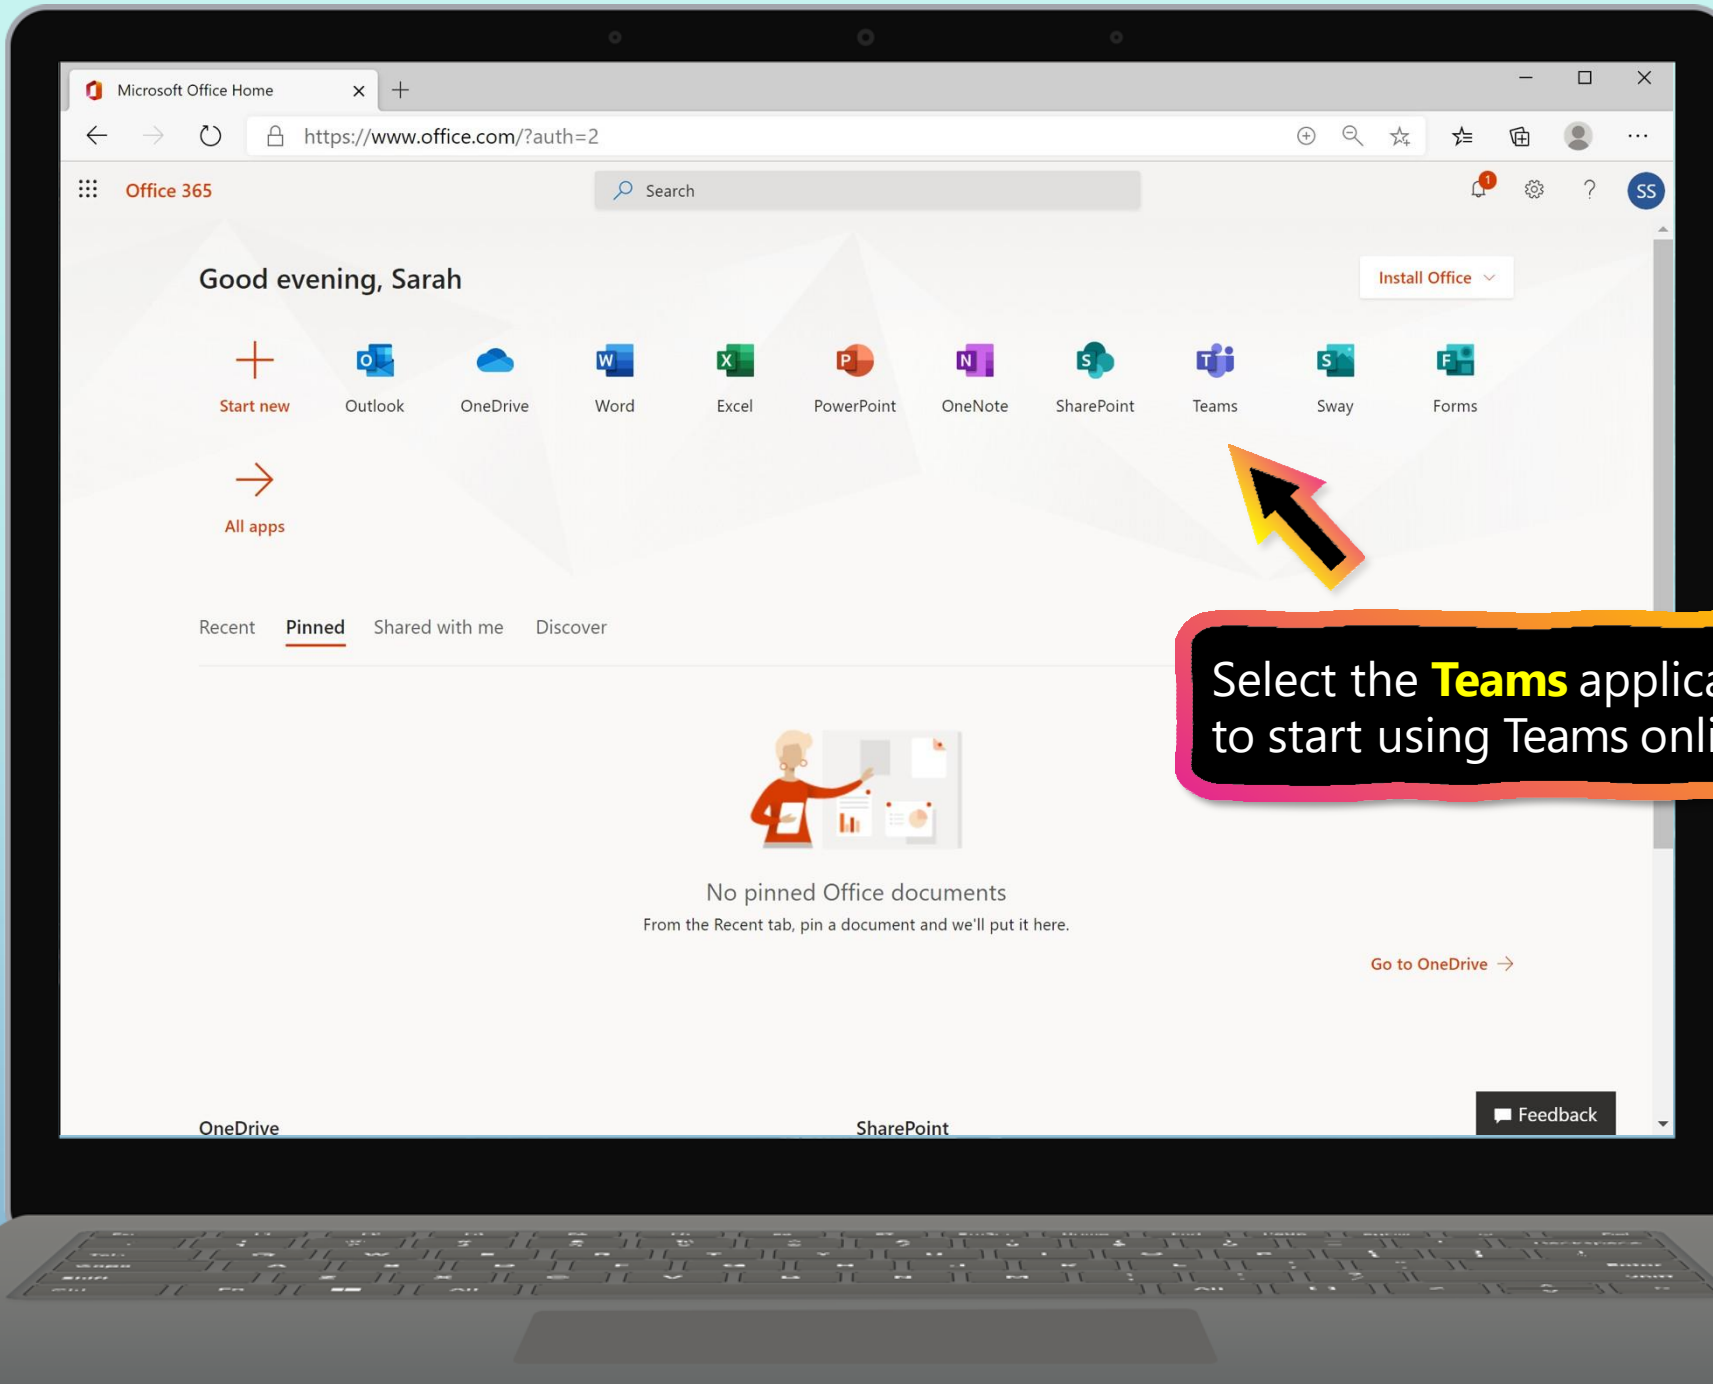 Microsoft Office Home
https://www.office.com/?auth=2
Office 365
Search
1
?
SS
Good evening, Sarah
Install Office
Start new
Outlook
OneDrive
Word
Excel
PowerPoint
OneNote
SharePoint
Teams
Sway
Forms
All apps
Recent Pinned Shared with me Discover
Select the Teams applica
to start using Teams onli
No pinned Office documents
From the Recent tab, pin a document and we'll put it here.
Go to OneDrive
Feedback
OneDrive
SharePoint